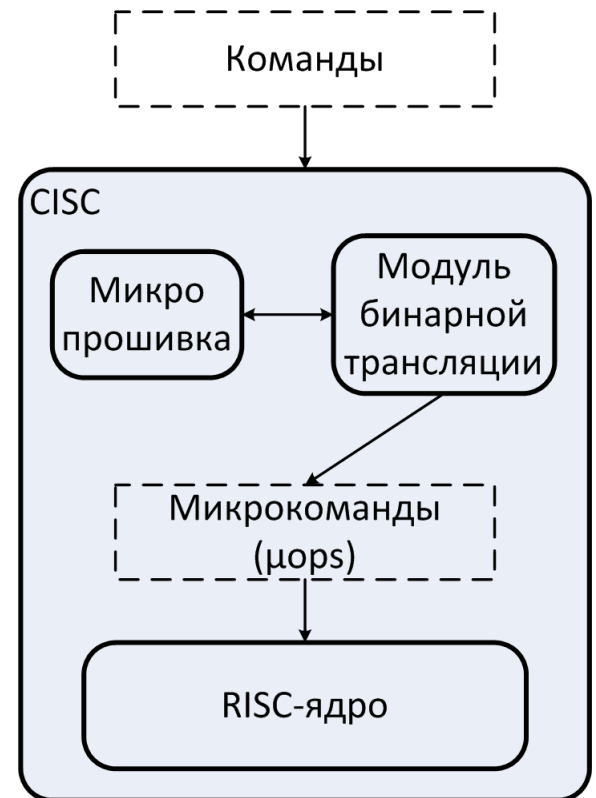 Команды
CISC
Микро
прошивка
Модуль
бинарной
трансляции
Микрокоманды
(μops)
RISC-ядро